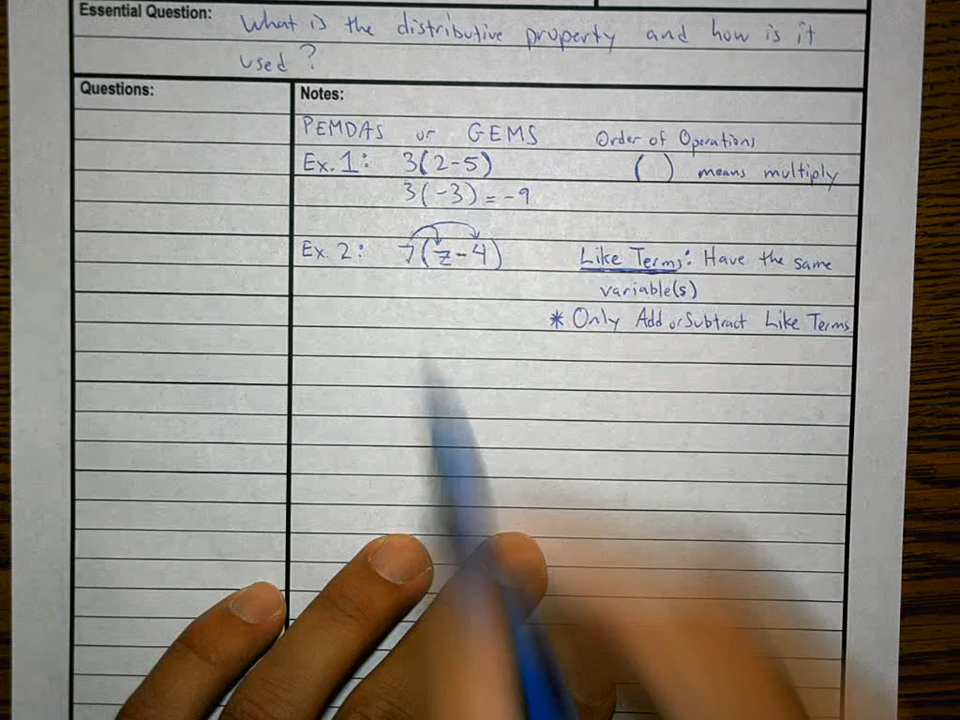 Essential Question: What is the distributive property and how is it
used?
Questions:
Notes:
PEMDAS or GEMS Order of Operations
Ex. 1: 3(2-5) ( ) means multiply
3(-3) = -9
Ex. 2: 7(z-4) Like Terms: Have the same
variable(s)
* Only Add or Subtract Like Terms